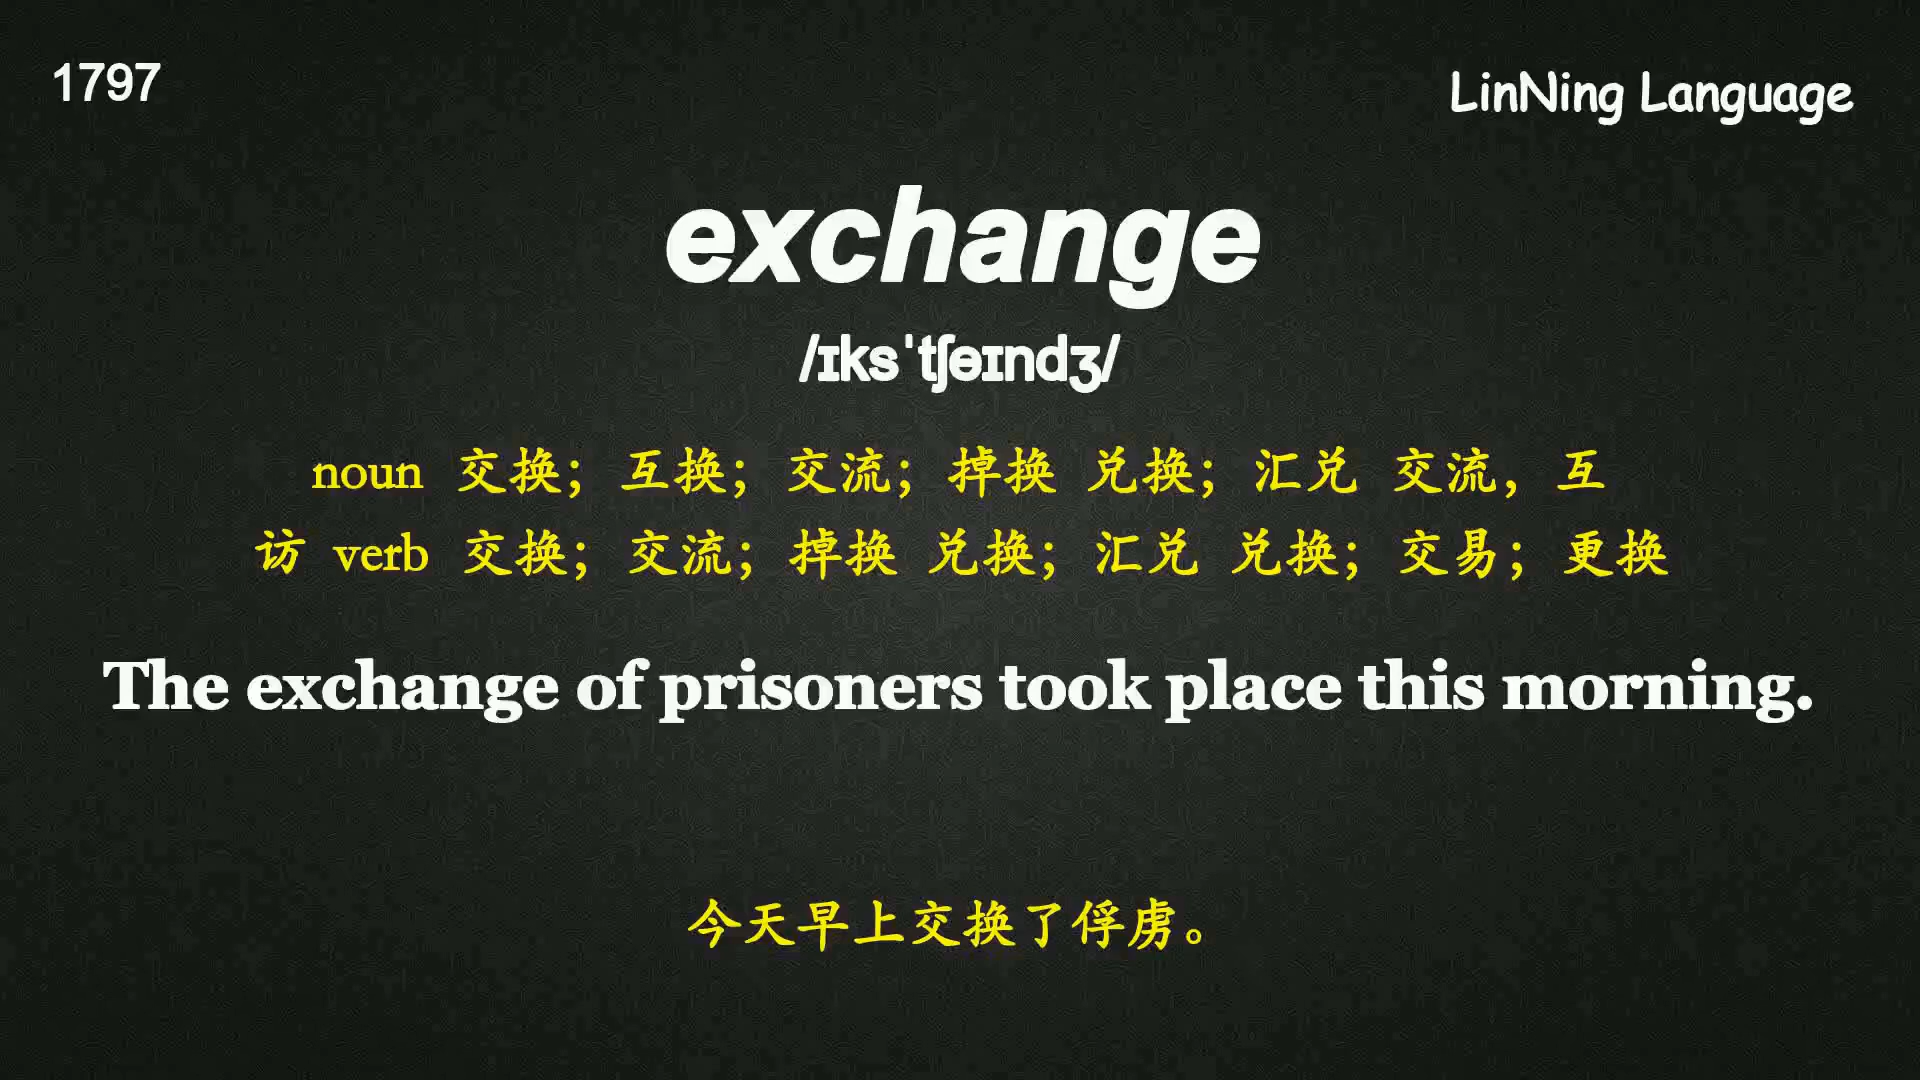 1797
LinNing Language
exchange
/ɪksˈtʃɵɪndʒ/
noun 交换；互换；交流；掉换 兑换；汇兑 交流，互
访 verb 交换；交流；掉换 兑换；汇兑 兑换；交易；更换
The exchange of prisoners took place this morning.
今天早上交换了俘虏。